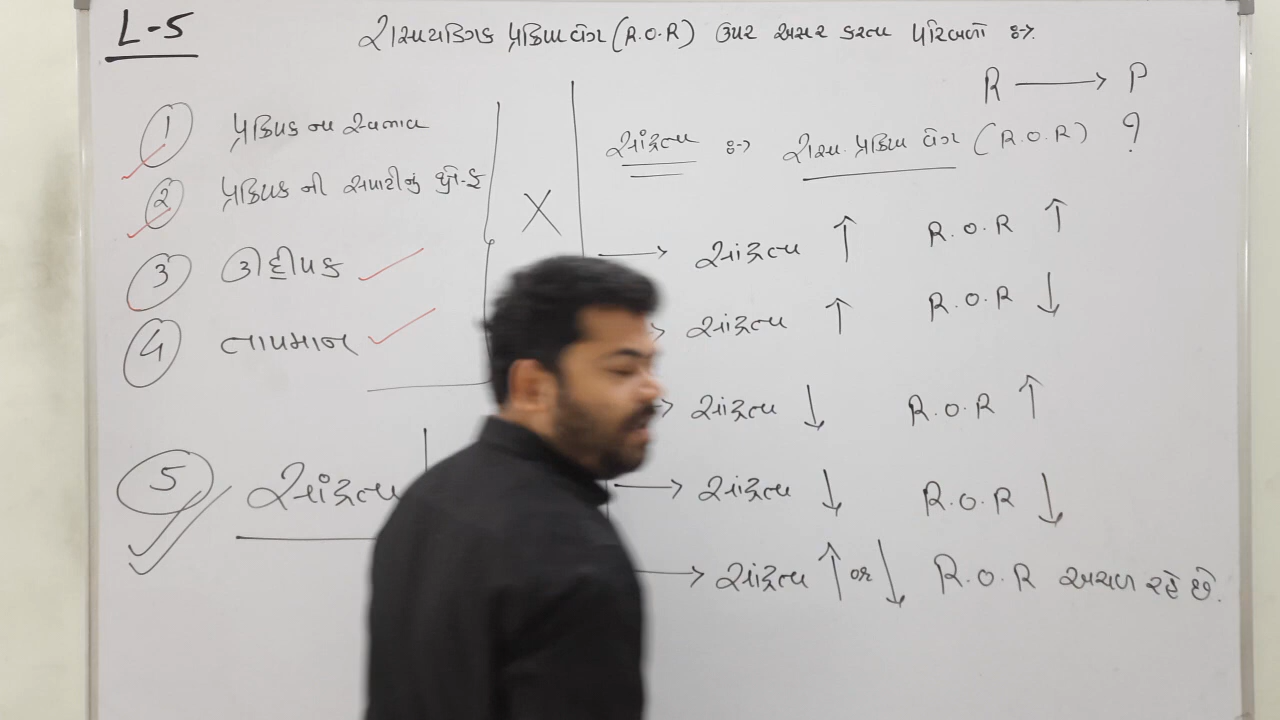 L-5
રાસાયણિક પ્રક્રિયા વેગ (R.O.R) ઉપર અસર કરતા પરિબળો :->
R ⟶ P
1 પ્રક્રિયક ના સ્વભાવ
2 પ્રક્રિયક ની સપાટીનું ક્ષે.ફ
3 ઉદ્દીપક
4 તાપમાન
5 સાંદ્રતા
સાંદ્રતા :-> રાસા. પ્રક્રિયા વેગ (R.O.R) ?
X
→ સાંદ્રતા ↑ R.O.R ↑
→ સાંદ્રતા ↑ R.O.R ↓
→ સાંદ્રતા ↓ R.O.R ↑
→ સાંદ્રતા ↓ R.O.R ↓
→ સાંદ્રતા ↑ or ↓ R.O.R અચળ રહે છે.